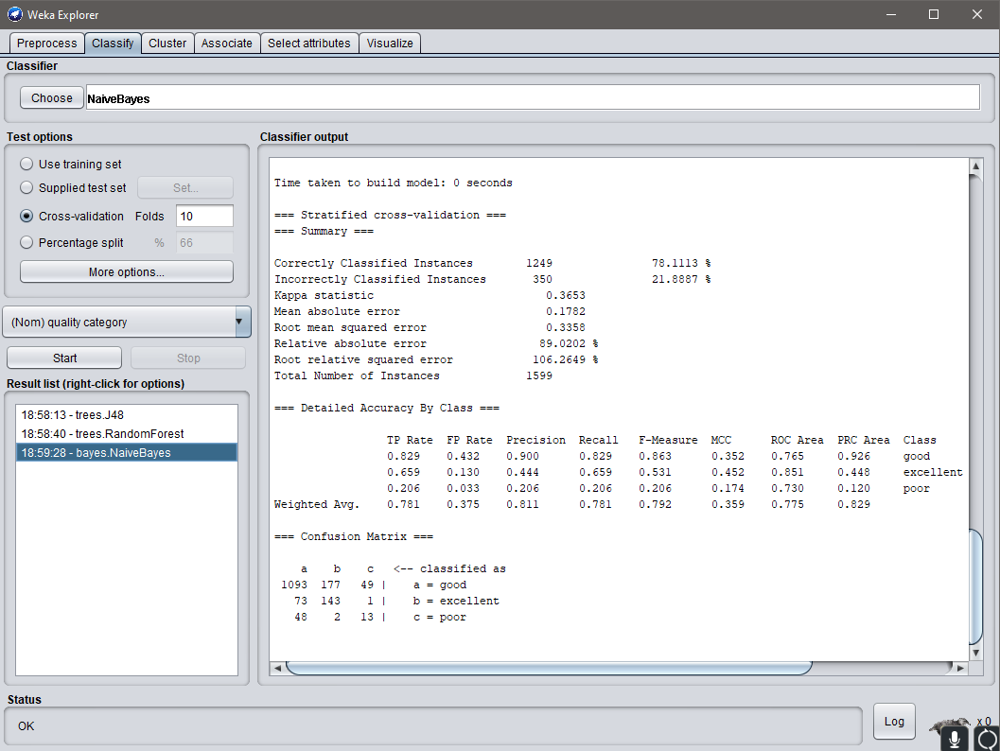 Weka Explorer
Preprocess Classify Cluster Associate Select attributes Visualize
Classifier
Choose NaiveBayes
Test options
Use training set
Supplied test set Set...
Cross-validation Folds 10
Percentage split % 66
More options...
(Nom) quality category
Start Stop
Result list (right-click for options)
18:58:13 - trees.J48
18:58:40 - trees.RandomForest
18:59:28 - bayes.NaiveBayes
Classifier output
Time taken to build model: 0 seconds
=== Stratified cross-validation ===
=== Summary ===
Correctly Classified Instances 1249 78.1113 %
Incorrectly Classified Instances 350 21.8887 %
Kappa statistic 0.3653
Mean absolute error 0.1782
Root mean squared error 0.3358
Relative absolute error 89.0202 %
Root relative squared error 106.2649 %
Total Number of Instances 1599
=== Detailed Accuracy By Class ===
TP Rate FP Rate Precision Recall F-Measure MCC ROC Area PRC Area Class
0.829 0.432 0.900 0.829 0.863 0.352 0.765 0.926 good
0.659 0.130 0.444 0.659 0.531 0.452 0.851 0.448 excellent
0.206 0.033 0.206 0.206 0.206 0.174 0.730 0.120 poor
Weighted Avg. 0.781 0.375 0.811 0.781 0.792 0.359 0.775 0.829
=== Confusion Matrix ===
a b c <-- classified as
1093 177 49 | a = good
73 143 1 | b = excellent
48 2 13 | c = poor
Status
OK
Log
x 0